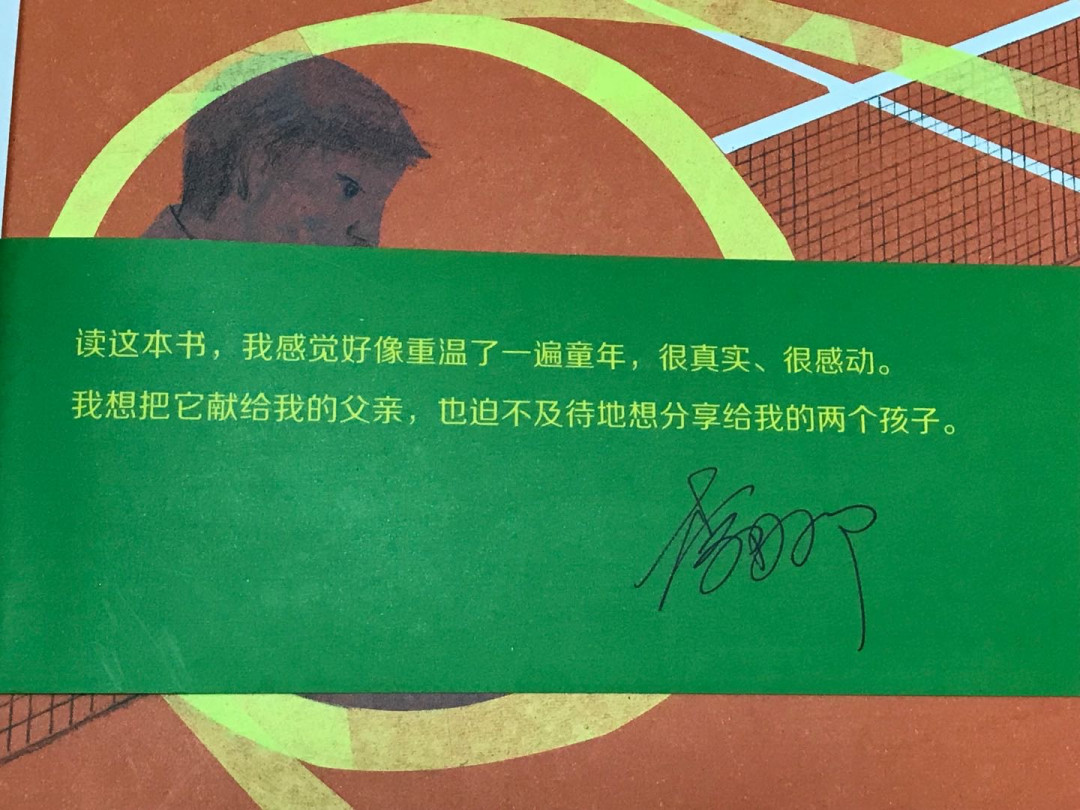 读这本书，我感觉好像重温了一遍童年，很真实、很感动。
我想把它献给我的父亲，也迫不及待地想分享给我的两个孩子。